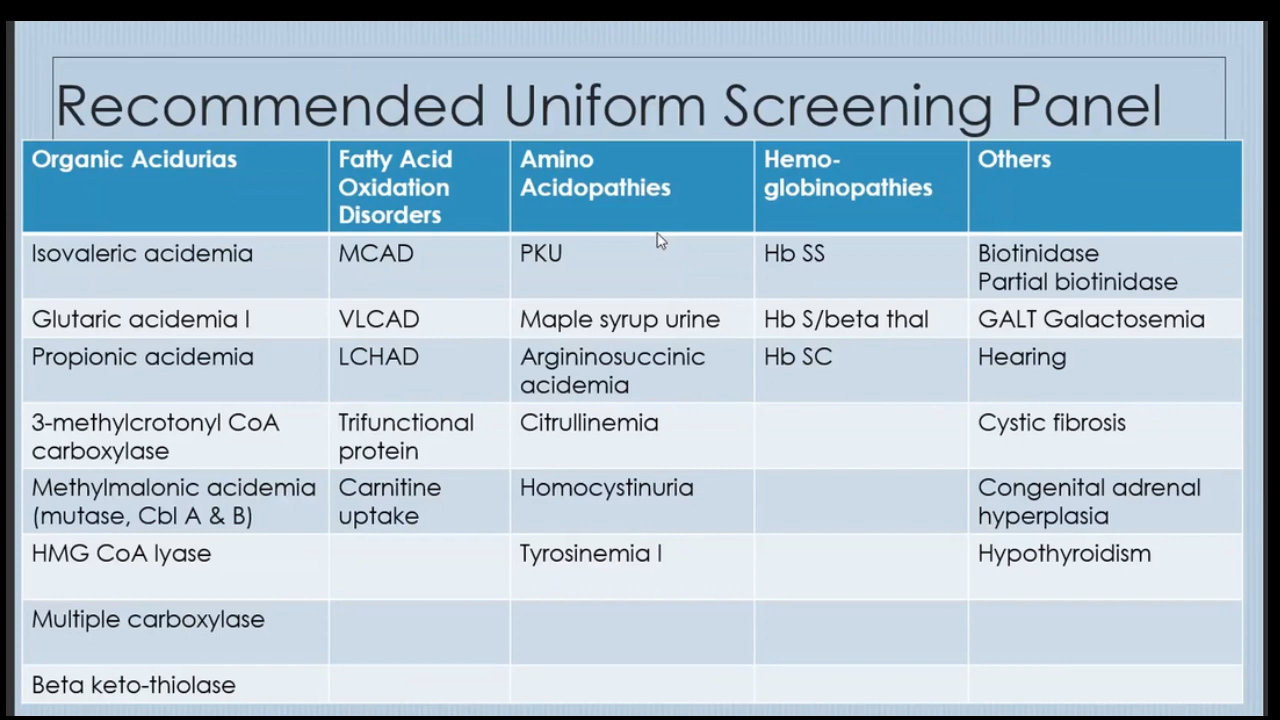 Recommended Uniform Screening Panel
Organic Acidurias
Fatty Acid
Oxidation
Disorders
Amino
Acidopathies
Hemo-
globinopathies
Others
Isovaleric acidemia
MCAD
PKU
Hb SS
Biotinidase
Partial biotinidase
Glutaric acidemia I
VLCAD
Maple syrup urine
Hb S/beta thal
GALT Galactosemia
Propionic acidemia
LCHAD
Argininosuccinic
acidemia
Hb SC
Hearing
3-methylcrotonyl CoA
carboxylase
Trifunctional
protein
Citrullinemia
Cystic fibrosis
Methylmalonic acidemia
(mutase, Cbl A & B)
Carnitine
uptake
Homocystinuria
Congenital adrenal
hyperplasia
HMG CoA lyase
Tyrosinemia I
Hypothyroidism
Multiple carboxylase
Beta keto-thiolase